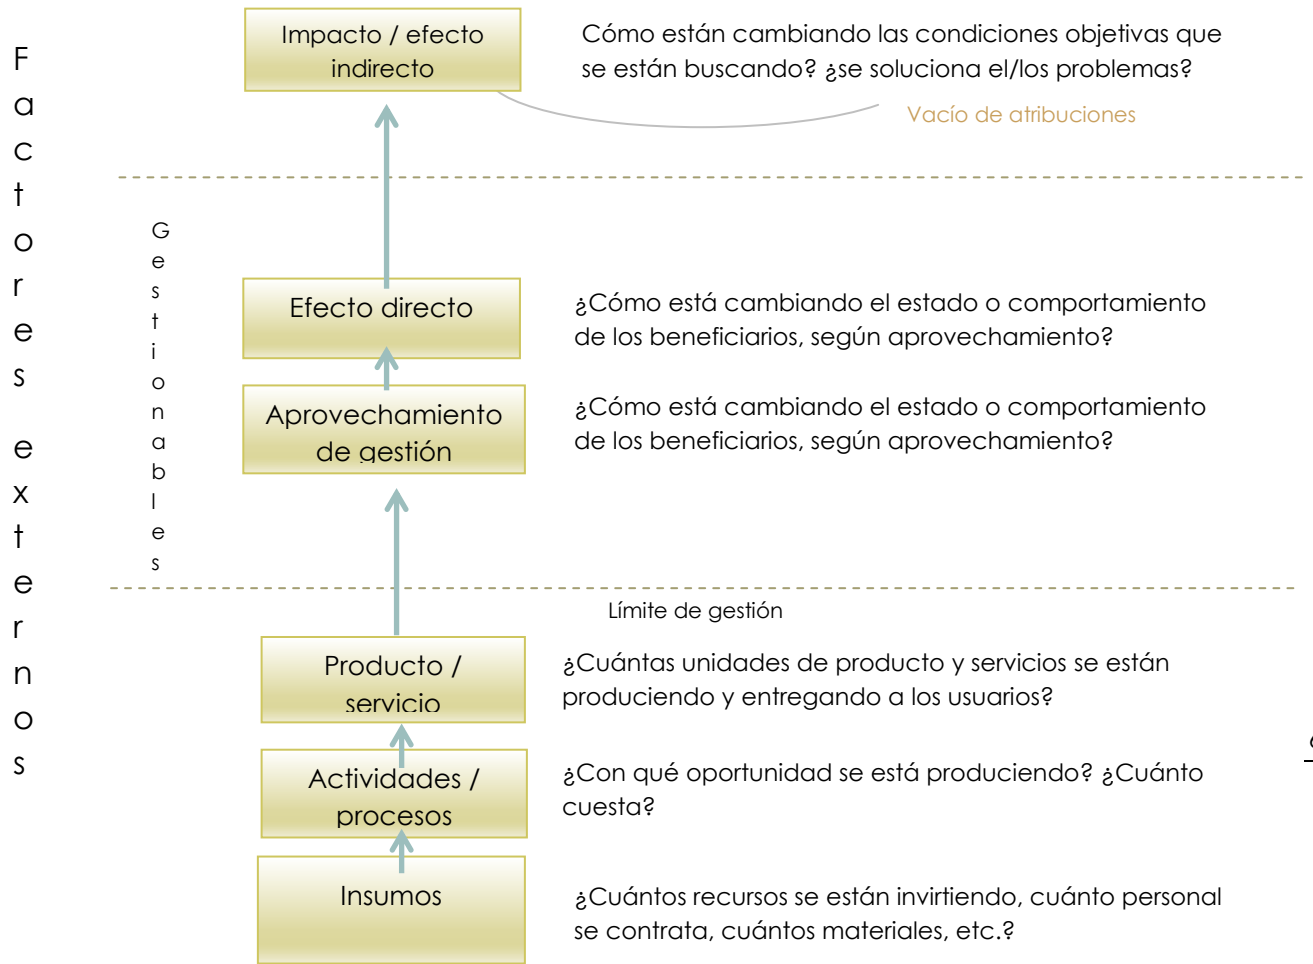 Factores externos
Impacto / efecto
indirecto
Cómo están cambiando las condiciones objetivas que
se están buscando? ¿se soluciona el/los problemas?
Vacío de atribuciones
Gestionables
Efecto directo
¿Cómo está cambiando el estado o comportamiento
de los beneficiarios, según aprovechamiento?
Aprovechamiento
de gestión
¿Cómo está cambiando el estado o comportamiento
de los beneficiarios, según aprovechamiento?
Límite de gestión
Producto /
servicio
¿Cuántas unidades de producto y servicios se están
produciendo y entregando a los usuarios?
Actividades /
procesos
¿Con qué oportunidad se está produciendo? ¿Cuánto
cuesta?
Insumos
¿Cuántos recursos se están invirtiendo, cuánto personal
se contrata, cuántos materiales, etc.?